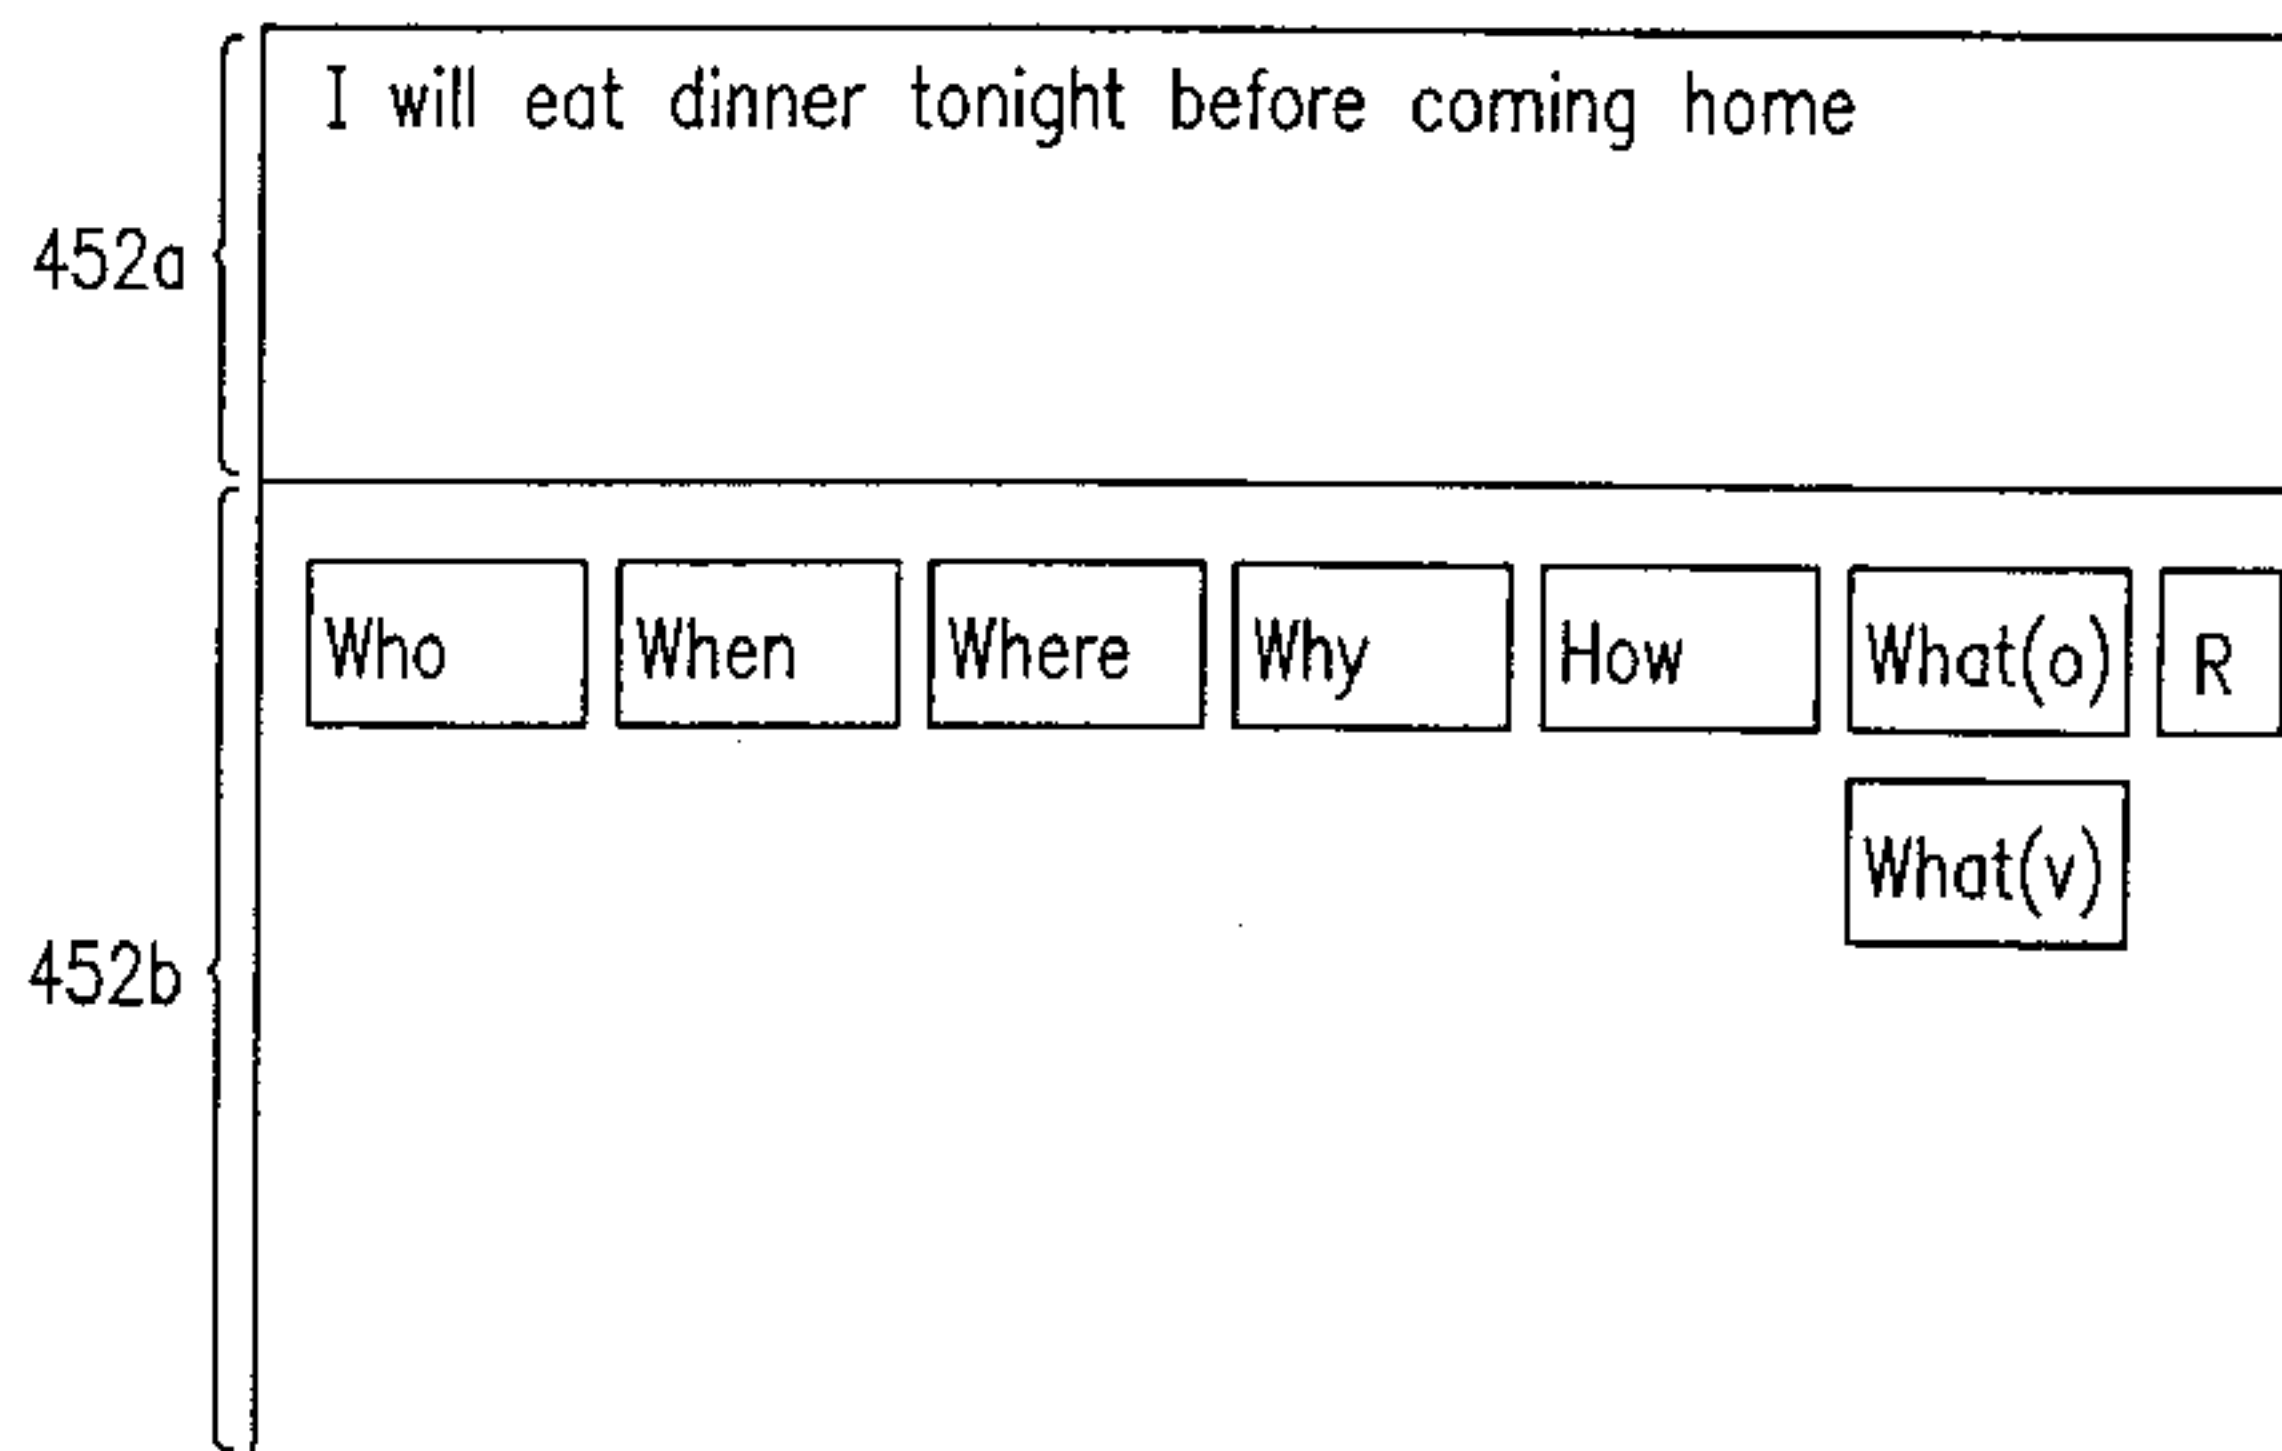 I will eat dinner tonight before coming home
452a
Who When Where Why How What(o) R
What(v)
452b